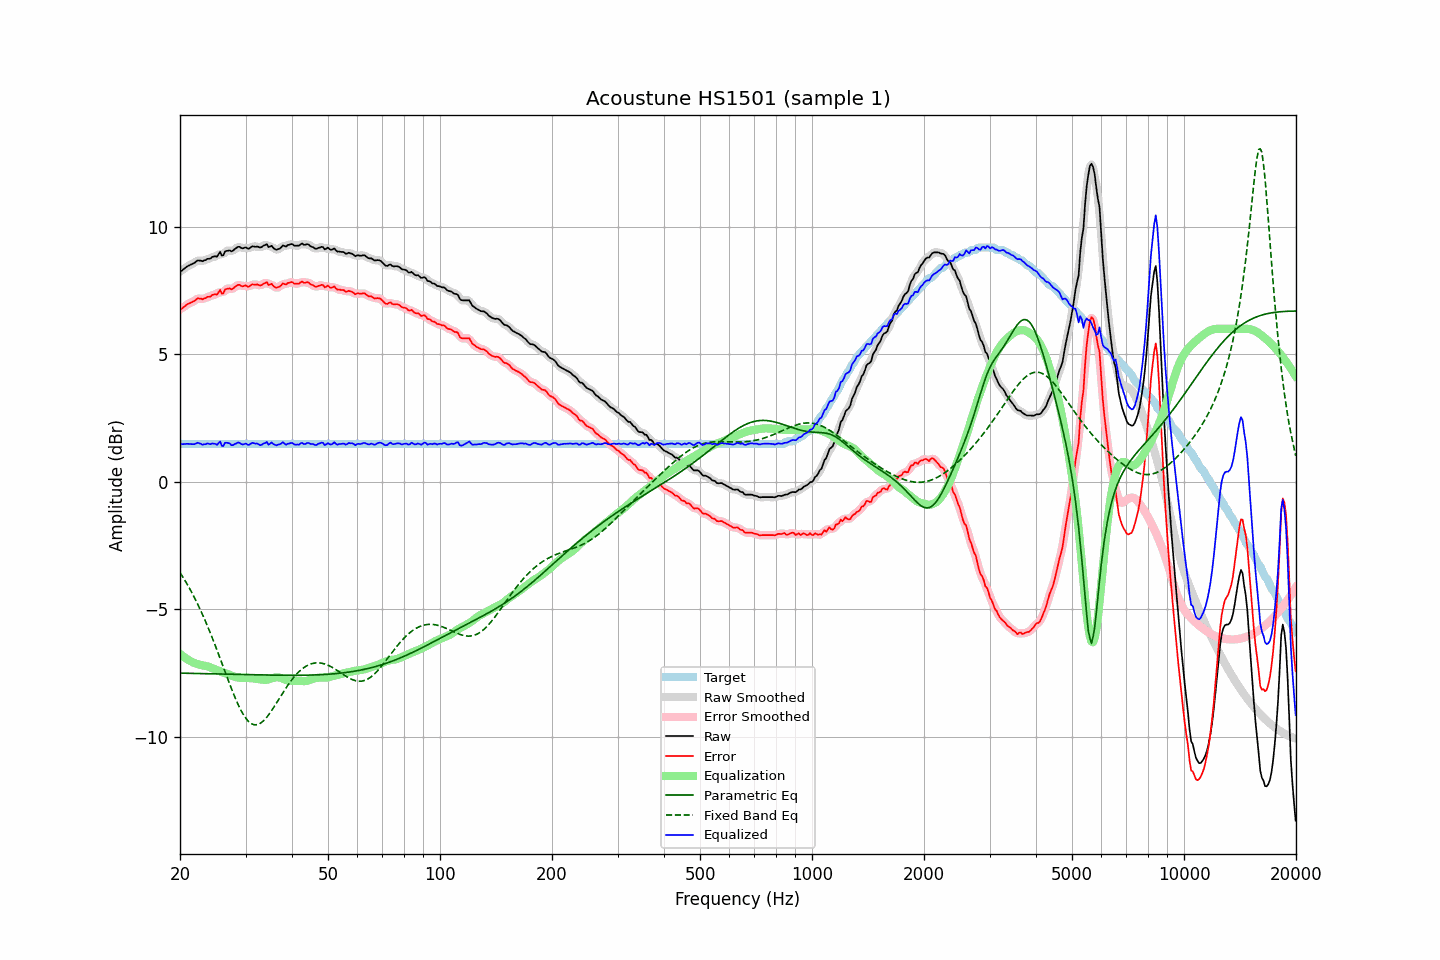 Acoustune HS1501 (sample 1)
Amplitude (dBr)
10
5
0
−5
−10
Target
Raw Smoothed
Error Smoothed
Raw
Error
Equalization
Parametric Eq
Fixed Band Eq
Equalized
20 50 100 200 500 1000 2000 5000 10000 20000
Frequency (Hz)